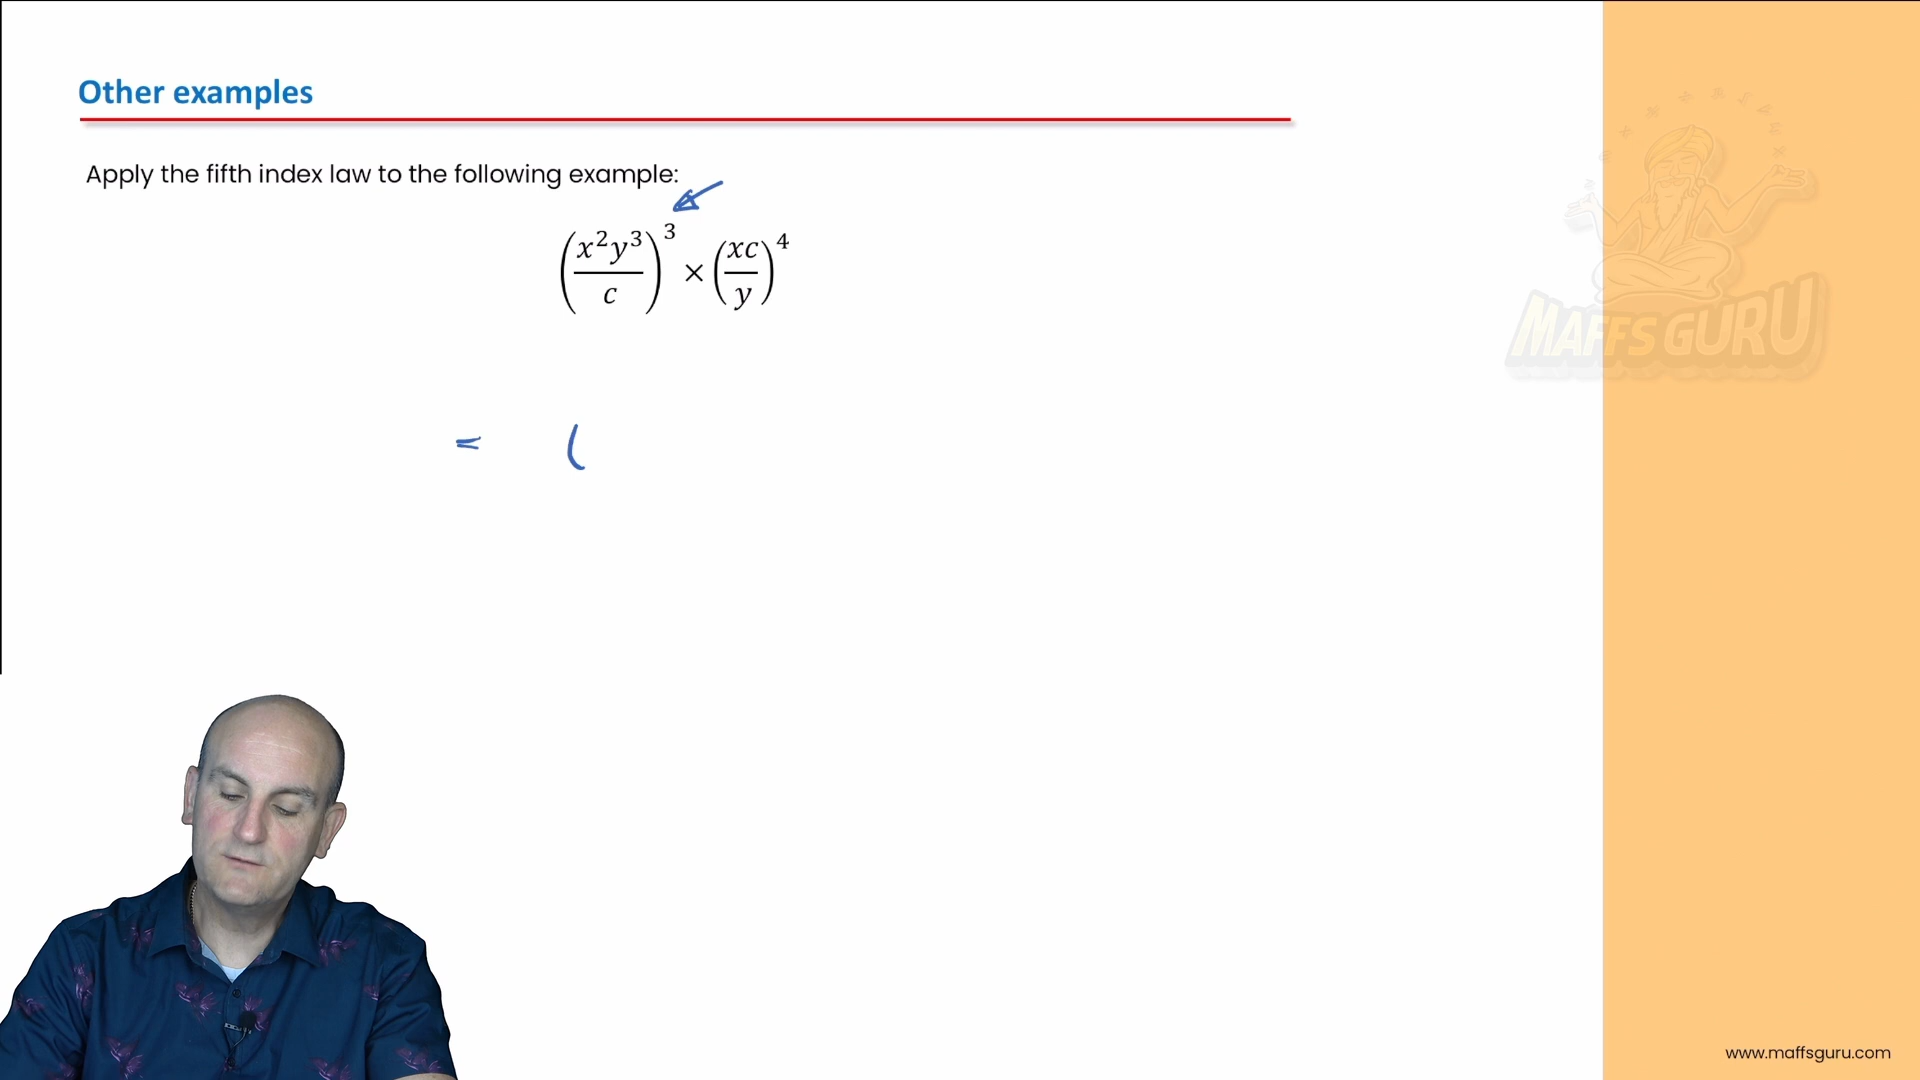 Other examples
Apply the fifth index law to the following example:
(x²y³/c)³ × (xc/y)⁴
= (
MAFFS GURU
www.maffsguru.com